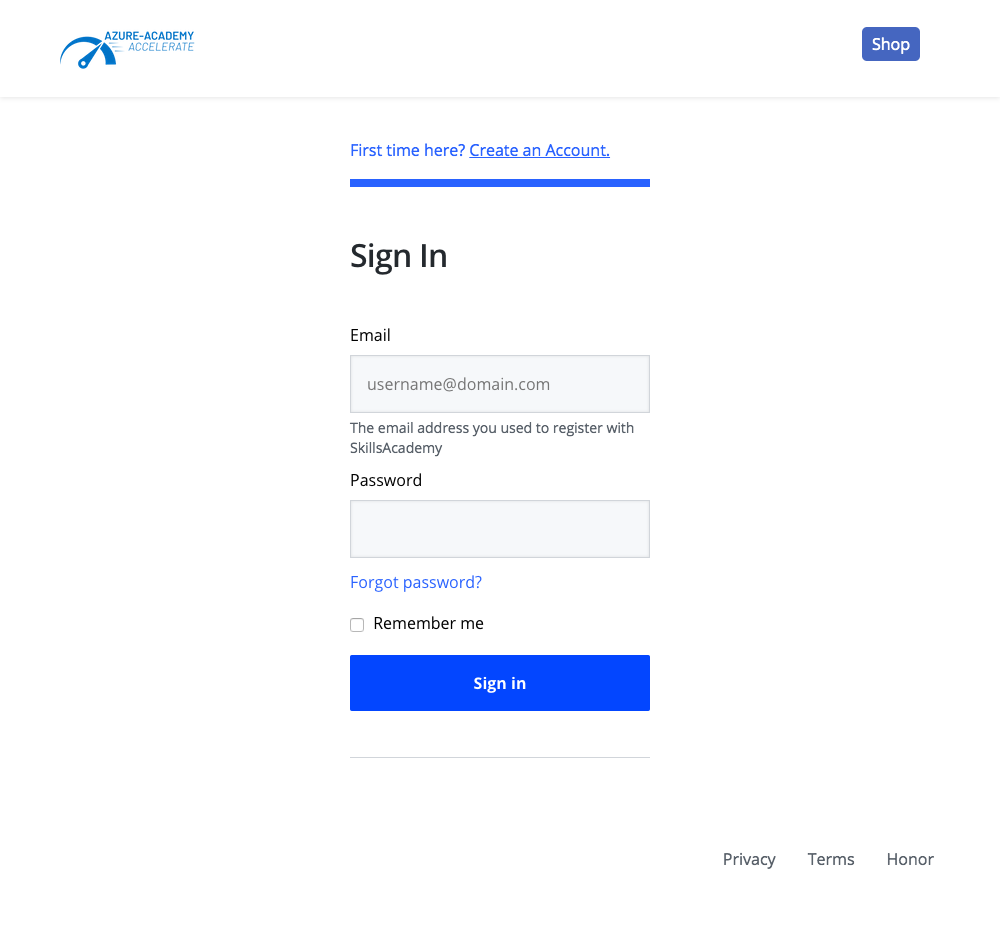 AZURE-ACADEMY
ACCELERATE
Shop
First time here? Create an Account.
Sign In
Email
username@domain.com
The email address you used to register with
SkillsAcademy
Password
Forgot password?
Remember me
Sign in
Privacy Terms Honor